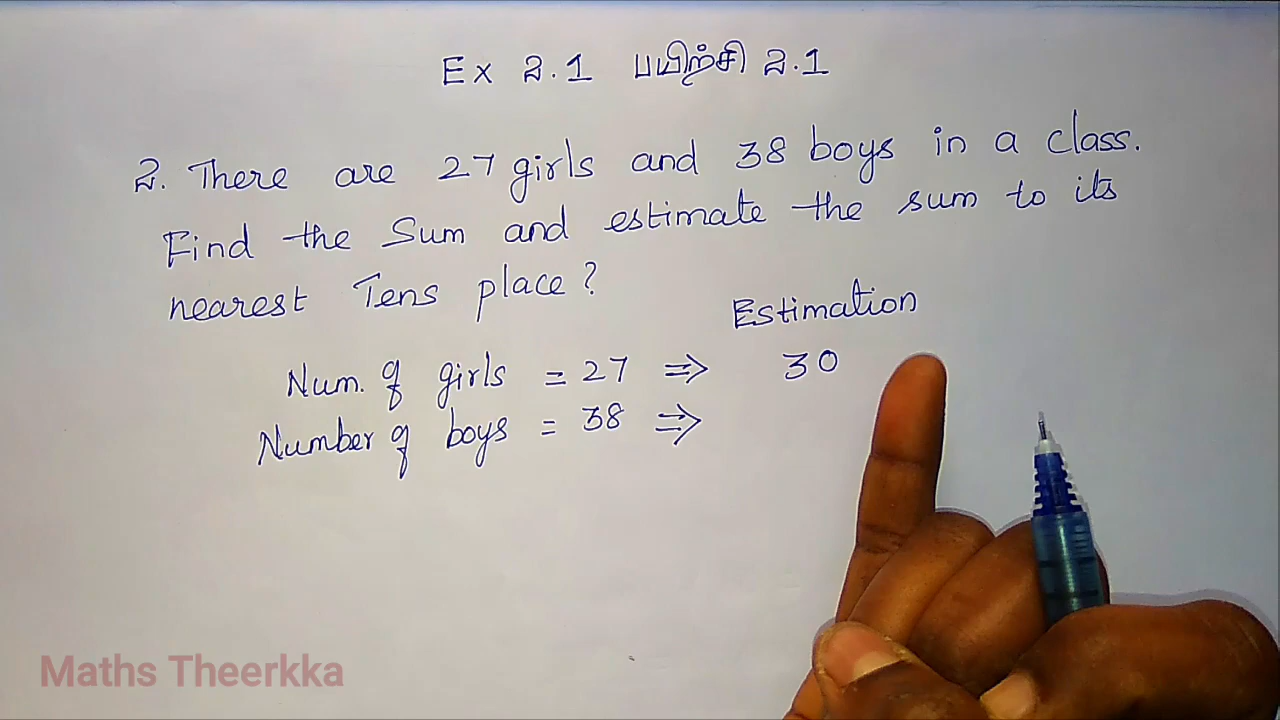 Ex 2.1 பயிற்சி 2.1
2. There are 27 girls and 38 boys in a class.
Find the Sum and estimate the sum to its
nearest Tens place?
Estimation
Num. of girls = 27 ⇒ 30
Number of boys = 38 ⇒
Maths Theerkka